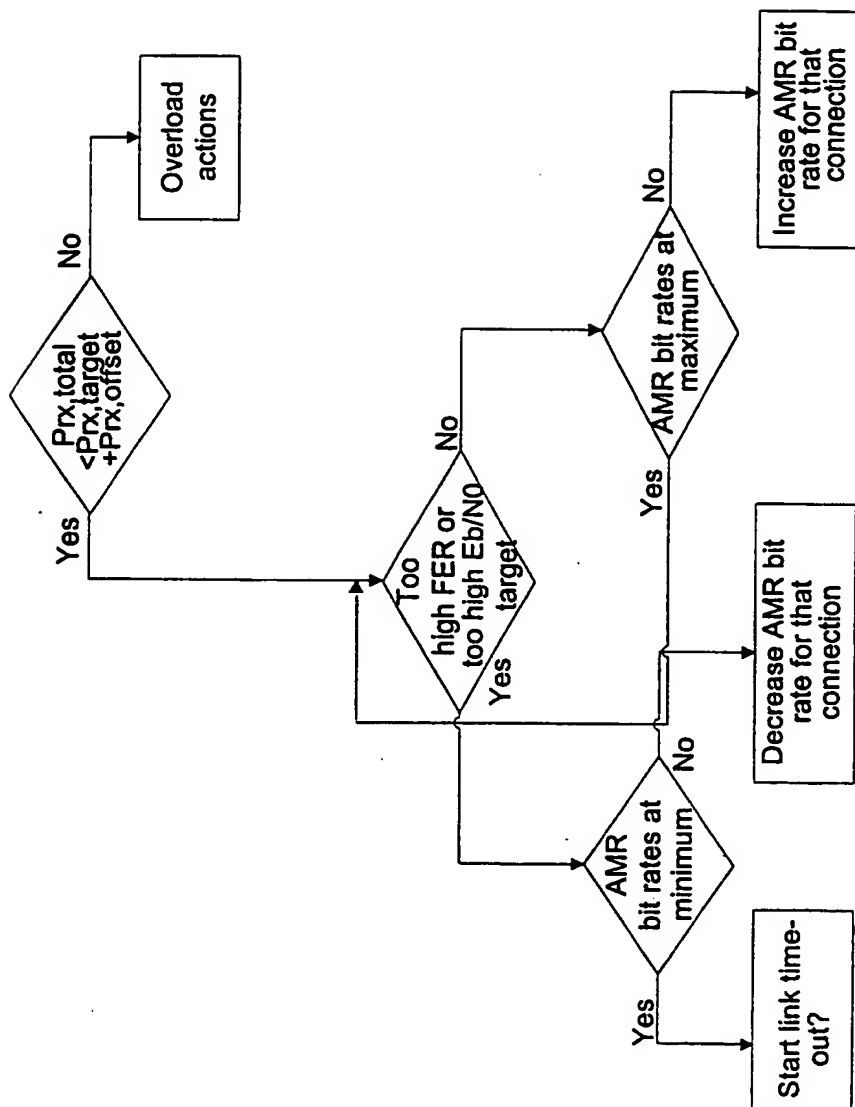 Prx,total
<Prx,target
+Prx,offset
Yes
No
Overload
actions
Too
high FER or
too high Eb/N0
target
Yes
No
AMR
bit rates at
minimum
Yes
No
AMR bit rates at
maximum
Yes
No
Start link time-
out?
Decrease AMR bit
rate for that
connection
Increase AMR bit
rate for that
connection